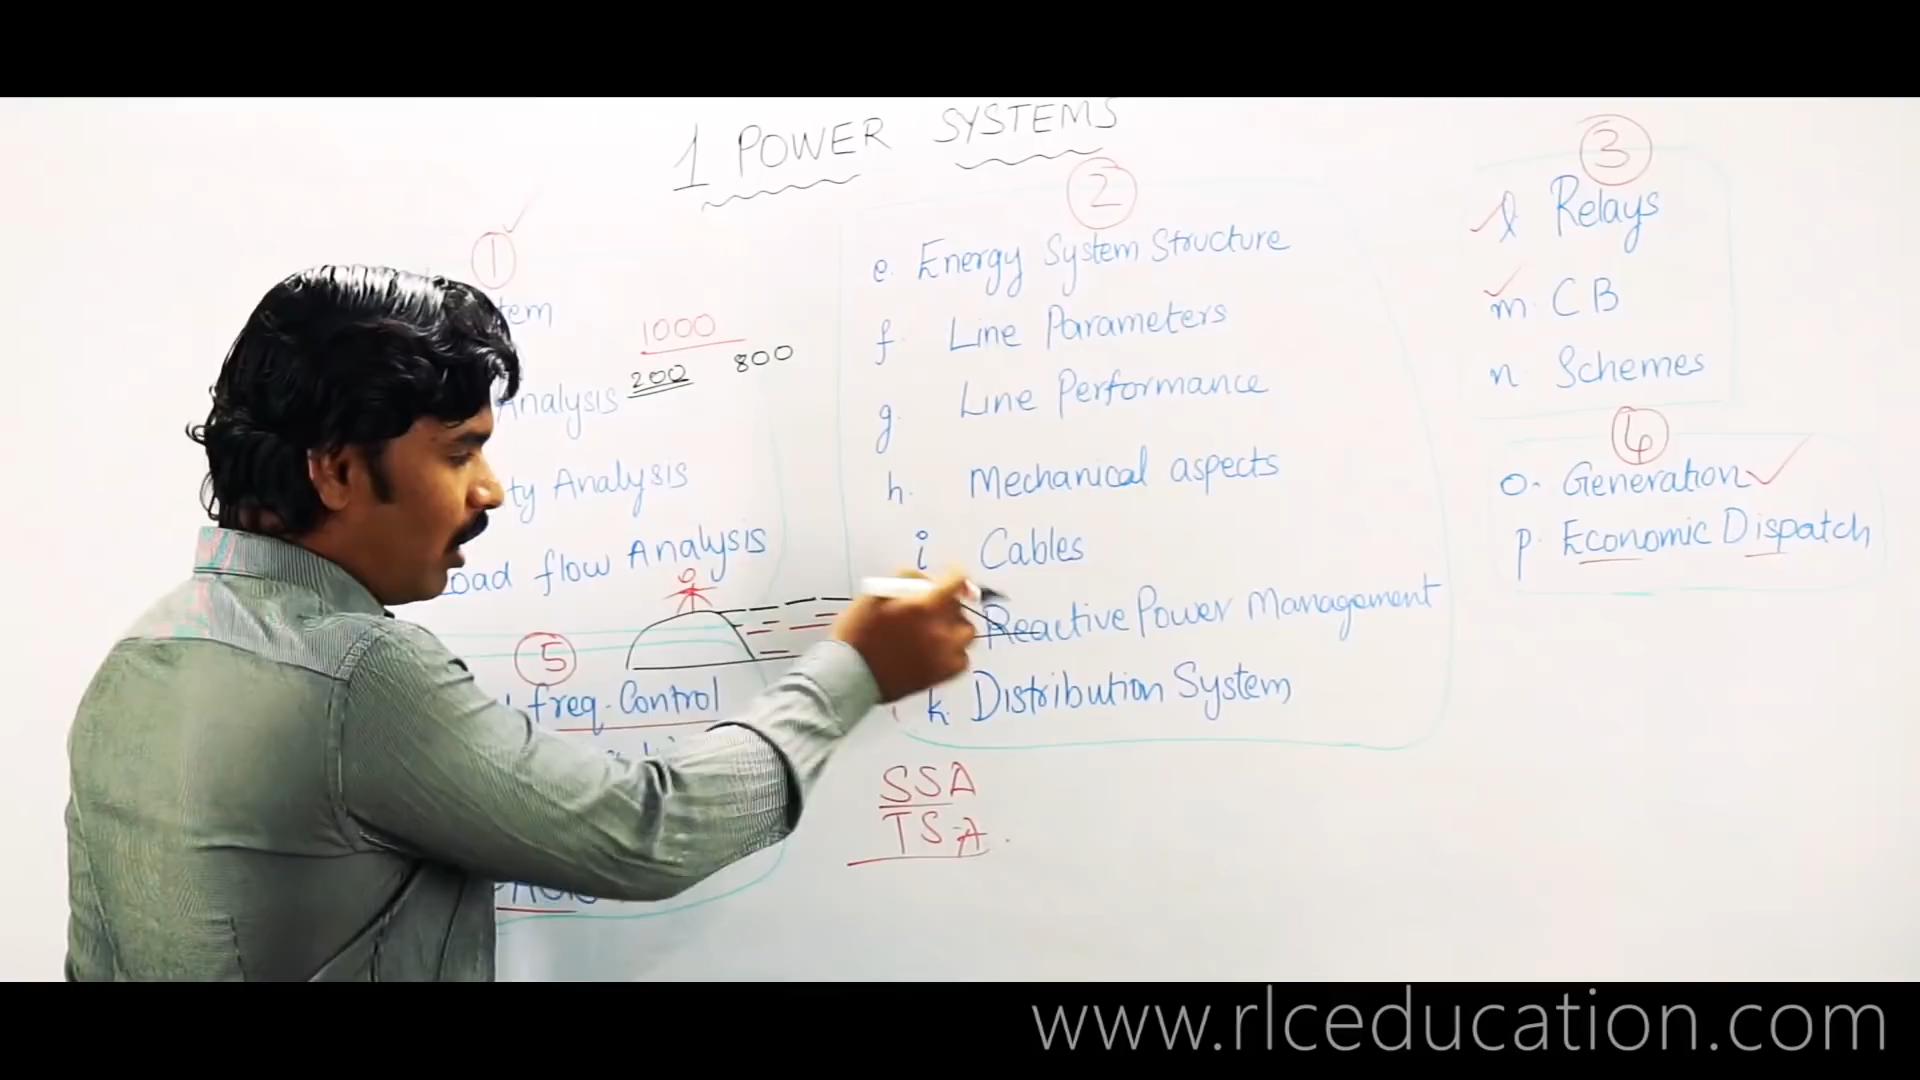 1 POWER SYSTEMS
1
tem
1000
200 800
Analysis
ty Analysis
Load flow Analysis
5
freq. Control
2
e. Energy System Structure
f. Line Parameters
g. Line Performance
h. Mechanical aspects
i Cables
Reactive Power Management
k. Distribution System
SSA
TSA
3
l Relays
m. CB
n Schemes
4
o. Generation
p. Economic Dispatch
www.rlceducation.com